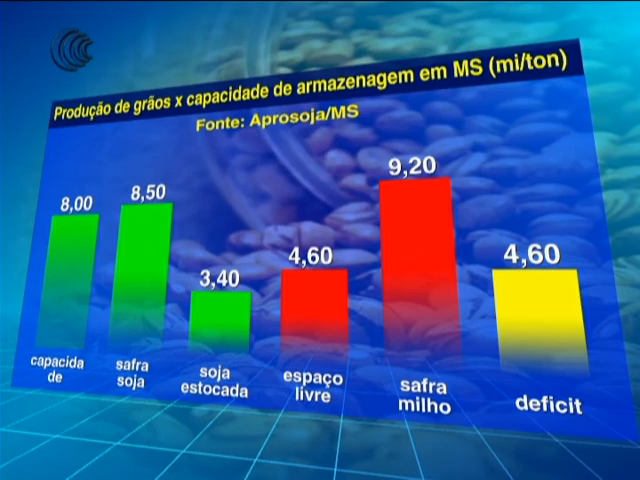 Produção de grãos x capacidade de armazenagem em MS (mi/ton)
Fonte: Aprosoja/MS
8,00
8,50
3,40
4,60
9,20
4,60
capacida
de
safra
soja
soja
estocada
espaço
livre
safra
milho
deficit